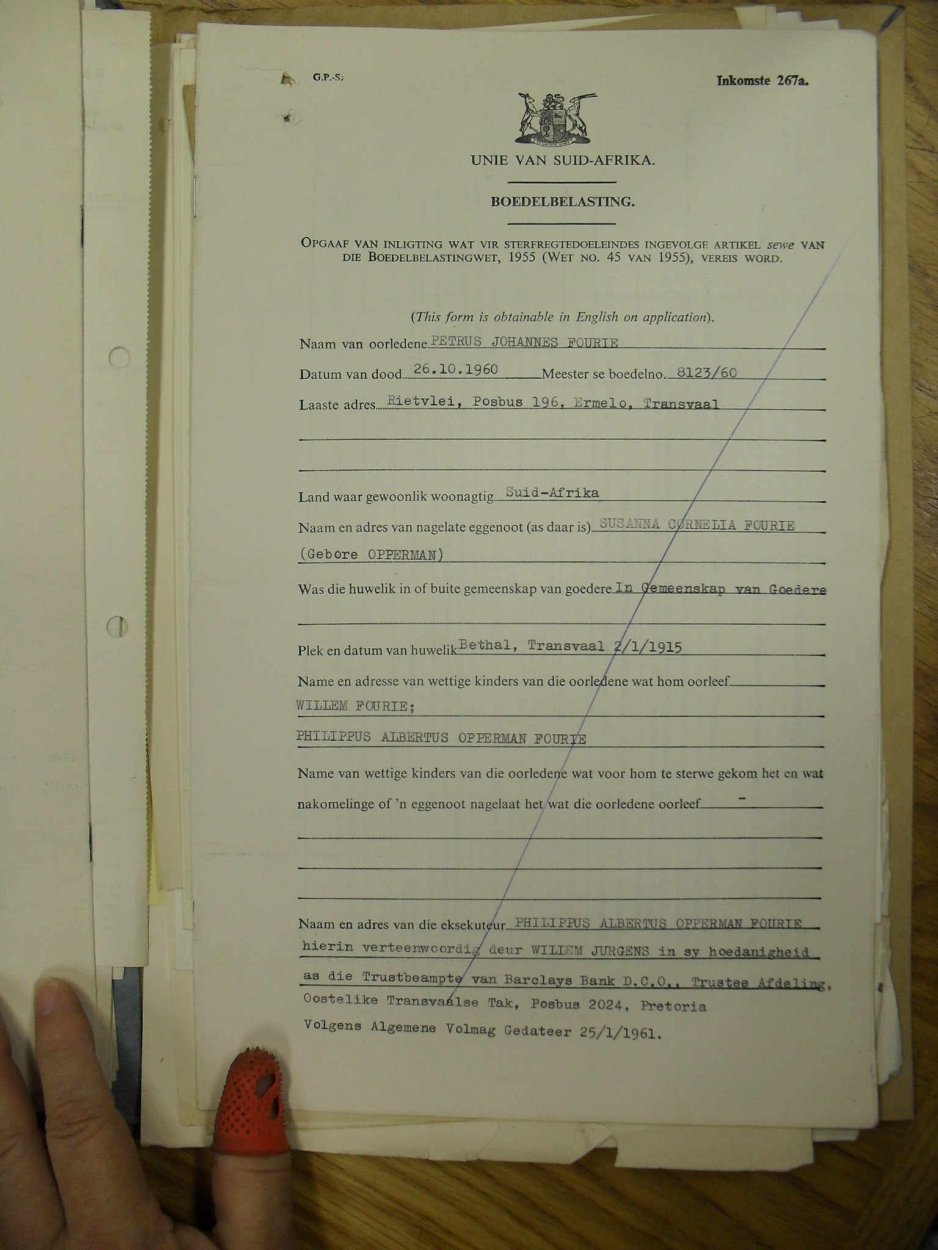 G.P.-S.
Inkomste 267a.
UNIE VAN SUID-AFRIKA.
BOEDELBELASTING.
OPGAAF VAN INLIGTING WAT VIR STERFREGTEDOELEINDES INGEVOLGE ARTIKEL sewe VAN
DIE BOEDELBELASTINGWET, 1955 (WET NO. 45 VAN 1955), VEREIS WORD.
(This form is obtainable in English on application).
Naam van oorledene PETRUS JOHANNES FOURIE
Datum van dood 26.10.1960 Meester se boedelno. 8123/60
Laaste adres Rietvlei, Posbus 196, Ermelo, Transvaal
Land waar gewoonlik woonagtig Suid-Afrika
Naam en adres van nagelate eggenoot (as daar is) SUSANNA CORNELIA FOURIE
(Gebore OPPERMAN)
Was die huwelik in of buite gemeenskap van goedere In Gemeenskap van Goedere
Plek en datum van huwelik Bethal, Transvaal 2/1/1915
Name en adresse van wettige kinders van die oorledene wat hom oorleef
WILLEM FOURIE;
PHILIPPUS ALBERTUS OPPERMAN FOURIE
Name van wettige kinders van die oorledene wat voor hom te sterwe gekom het en wat
nakomelinge of 'n eggenoot nagelaat het wat die oorledene oorleef -
Naam en adres van die eksekuteur PHILIPPUS ALBERTUS OPPERMAN FOURIE
hierin verteenwoordig deur WILLEM JURGENS in sy hoedanigheid
as die Trustbeampte van Barclays Bank D.C.O., Trustee Afdeling,
Oostelike Transvaalse Tak, Posbus 2024, Pretoria
Volgens Algemene Volmag Gedateer 25/1/1961.